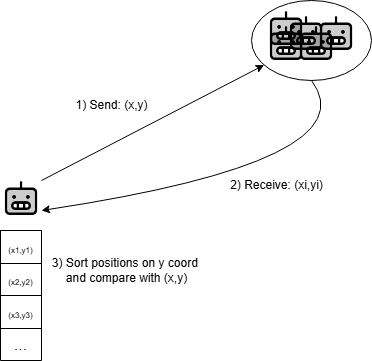 1) Send: (x,y)
2) Receive: (xi,yi)
(x1,y1)
(x2,y2)
(x3,y3)
...
3) Sort positions on y coord
and compare with (x,y)